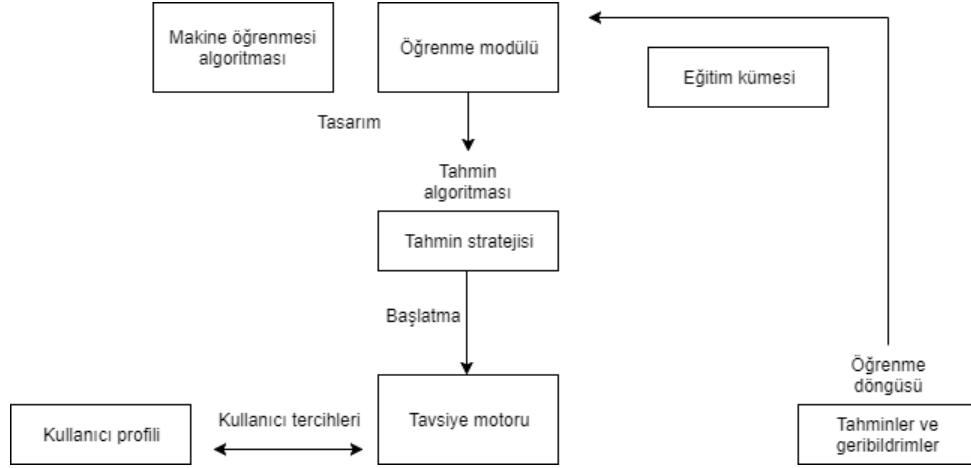 Makine öğrenmesi
algoritması
Öğrenme modülü
Eğitim kümesi
Tasarım
Tahmin
algoritması
Tahmin stratejisi
Başlatma
Öğrenme
döngüsü
Kullanıcı profili
Kullanıcı tercihleri
Tavsiye motoru
Tahminler ve
geribildirimler